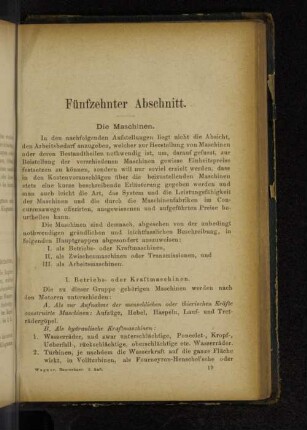 Fünfzehnter Abschnitt.
Die Maschinen.
In den nachfolgenden Aufstellungen liegt nicht die Absicht,
den Arbeitsbedarf anzugeben, welcher zur Herstellung von Maschinen
oder deren Bestandtheilen nothwendig ist, um, darauf gefasst, zur
Beistellung der verschiedenen Maschinen gewisse Einheitspreise
festsetzen zu können, sondern will nur soviel erzielt werden, dass
in den Kostenvoranschlägen über die beizustellenden Maschinen
stets eine kurze beschreibende Erläuterung gegeben werden und
man auch leicht die Art, das System und die Leistungsfähigkeit
der Maschinen und die durch die Maschinenfabriken im Con-
currenzwege offerirten, ausgewiesenen und aufgeführten Preise be-
urtheilen kann.
Die Maschinen sind demnach, abgesehen von der unbedingt
nothwendigen gründlichen und inhaltlichen Beschreibung, in
folgenden Hauptgruppen abgesondert auszuweisen:
I. als Betriebs- oder Kraftmaschinen,
II. als Zwischenmaschinen oder Transmissionen, und
III. als Arbeitsmaschinen.
I. Betriebs- oder Kraftmaschinen.
Die zu dieser Gruppe gehörigen Maschinen werden nach
den Motoren unterschieden:
A. Als zur Aufnahme der menschlichen oder thierischen Kräfte
construirte Maschinen: Aufzüge, Hebel, Haspeln, Lauf- und Tret-
rädergöpel.
B. Als hydraulische Kraftmaschinen:
1. Wasserräder, und zwar unterschlächtige, Poncelet-, Kropf-,
Ueberfall-, rückschlächtige, oberschlächtige etc. Wasserräder.
2. Turbinen, je nachdem die Wasserkraft auf die ganze Fläche
wirkt, in Vollturbinen, als Fourneyron-Henschel'sche oder
19